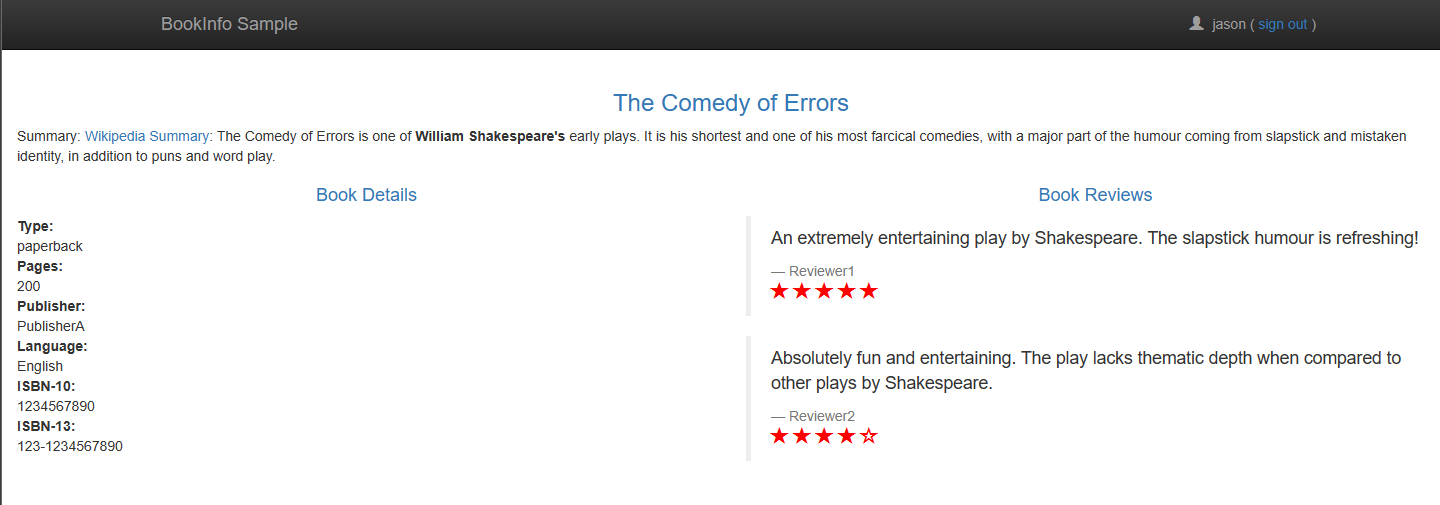 BookInfo Sample
jason ( sign out )
The Comedy of Errors
Summary: Wikipedia Summary: The Comedy of Errors is one of William Shakespeare's early plays. It is his shortest and one of his most farcical comedies, with a major part of the humour coming from slapstick and mistaken
identity, in addition to puns and word play.
Book Details
Type:
paperback
Pages:
200
Publisher:
PublisherA
Language:
English
ISBN-10:
1234567890
ISBN-13:
123-1234567890
Book Reviews
An extremely entertaining play by Shakespeare. The slapstick humour is refreshing!
— Reviewer1
Absolutely fun and entertaining. The play lacks thematic depth when compared to
other plays by Shakespeare.
— Reviewer2